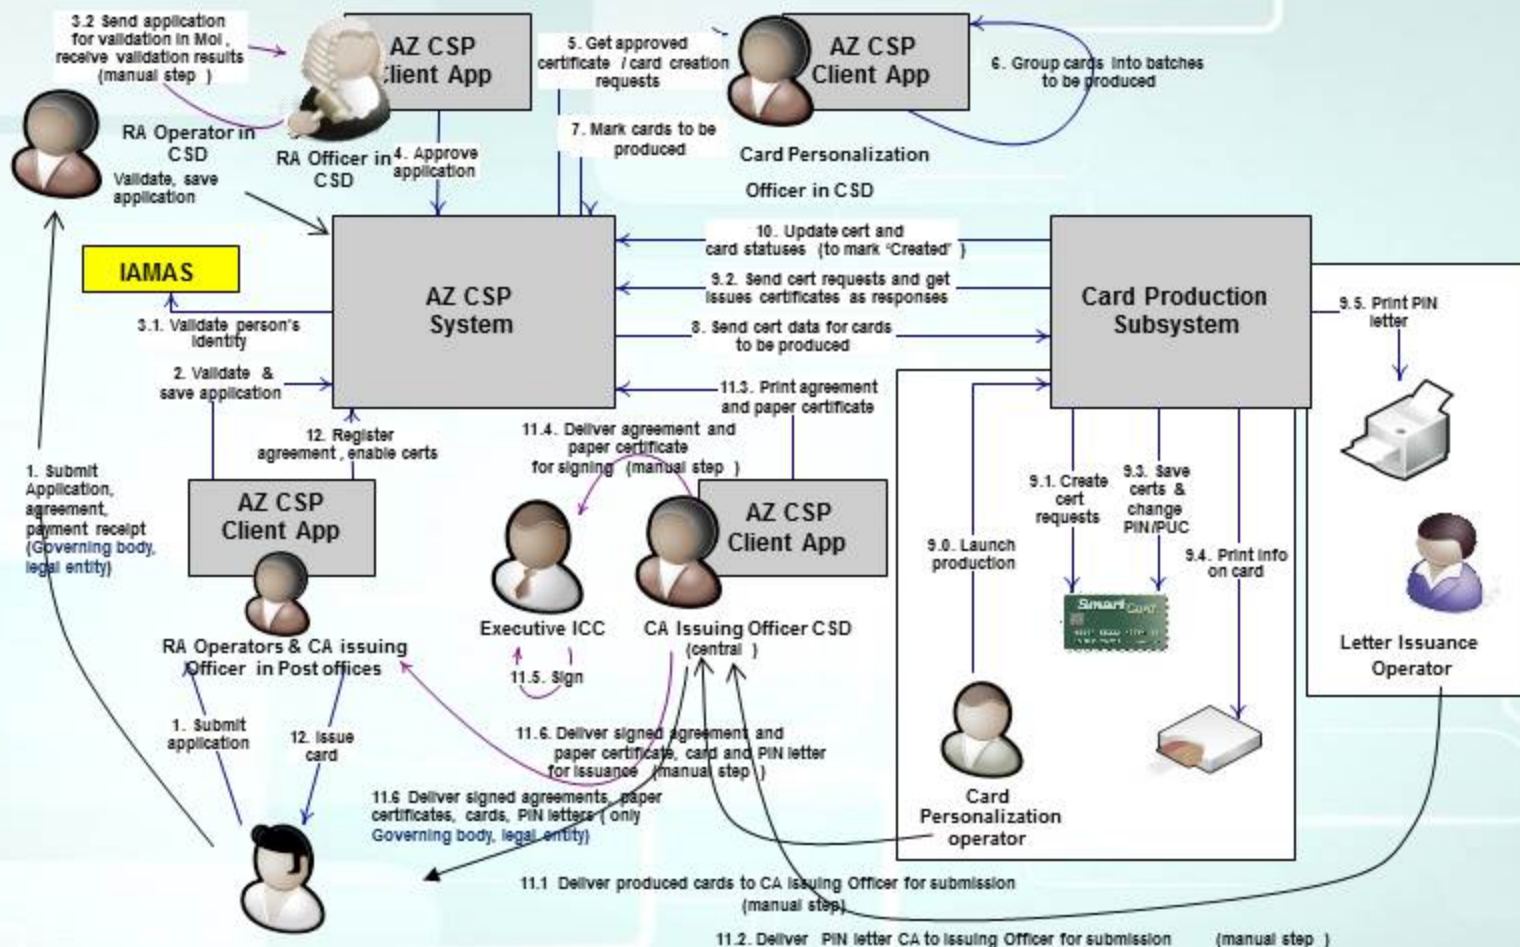 3.2 Send application
for validation in MoI,
receive validation results
(manual step )
AZ CSP
Client App
5. Get approved
certificate / card creation
requests
AZ CSP
Client App
6. Group cards into batches
to be produced
RA Operator in
CSD
Validate, save
application
RA Officer in
CSD
4. Approve
application
7. Mark cards to be
produced
Card Personalization
Officer in CSD
IAMAS
3.1. Validate person's
identity
2. Validate &
save application
AZ CSP
System
10. Update cert and
card statuses (to mark "Created" )
9.2. Send cert requests and get
issues certificates as responses
8. Send cert data for cards
to be produced
Card Production
Subsystem
9.5. Print PIN
letter
11.3. Print agreement
and paper certificate
12. Register
agreement , enable certs
11.4. Deliver agreement and
paper certificate
for signing (manual step )
1. Submit
Application,
agreement,
payment receipt
(Governing body,
legal entity)
AZ CSP
Client App
AZ CSP
Client App
9.0. Launch
production
9.1. Create
cert
requests
9.3. Save
certs &
change
PIN/PUC
9.4. Print info
on card
Smart Card
Executive ICC
CA Issuing Officer CSD
(central )
11.5. Sign
RA Operators & CA issuing
Officer in Post offices
Letter Issuance
Operator
1. Submit
application
12. Issue
card
11.6. Deliver signed agreement and
paper certificate, card and PIN letter
for issuance (manual step )
11.6 Deliver signed agreements, paper
certificates, cards, PIN letters ( only
Governing body, legal entity)
Card
Personalization
operator
11.1 Deliver produced cards to CA Issuing Officer for submission
(manual step)
11.2. Deliver PIN letter CA to Issuing Officer for submission (manual step )